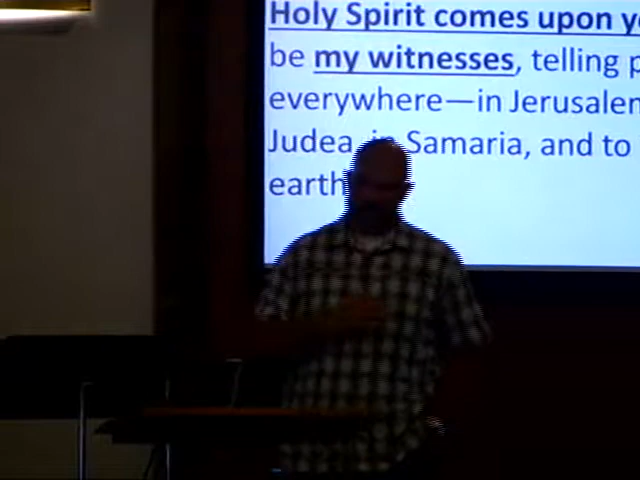 Holy Spirit comes upon
be my witnesses, telling
everywhere—in Jerusalem
Judea, in Samaria, and to
earth